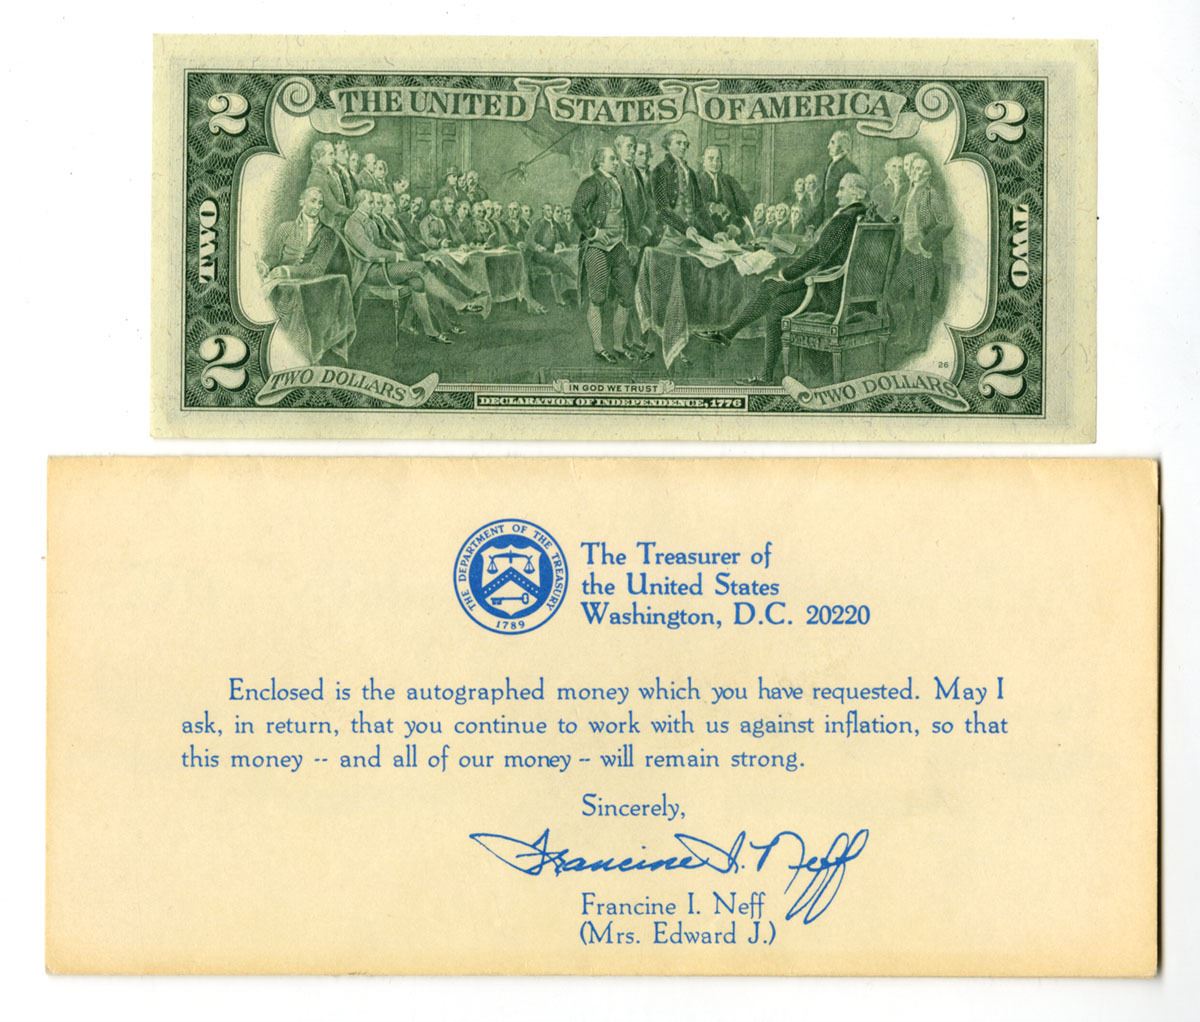 THE UNITED STATES OF AMERICA
2 2
TWO TWO
2 2
26
TWO DOLLARS TWO DOLLARS
IN GOD WE TRUST
DECLARATION OF INDEPENDENCE, 1776
THE DEPARTMENT OF THE TREASURY
1789
The Treasurer of
the United States
Washington, D.C. 20220
Enclosed is the autographed money which you have requested. May I
ask, in return, that you continue to work with us against inflation, so that
this money -- and all of our money -- will remain strong.
Sincerely,
Francine I. Neff
Francine I. Neff
(Mrs. Edward J.)